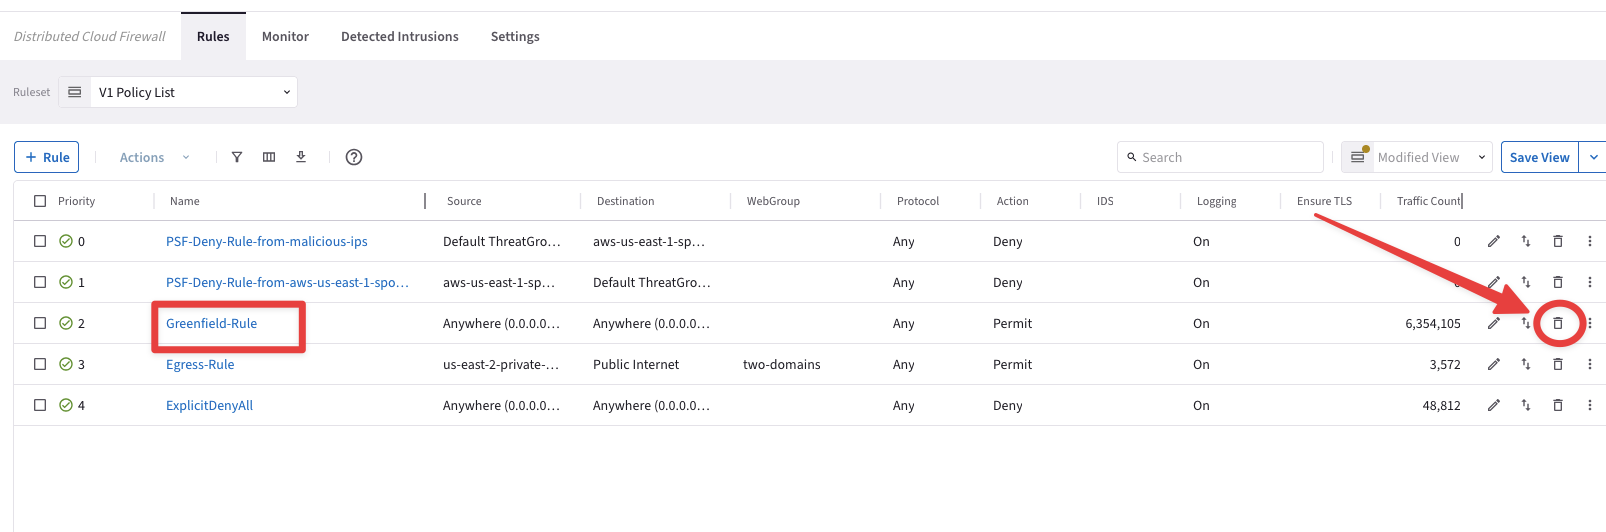 Distributed Cloud Firewall Rules Monitor Detected Intrusions Settings
Ruleset V1 Policy List
+ Rule Actions Search Modified View Save View
Priority Name Source Destination WebGroup Protocol Action IDS Logging Ensure TLS Traffic Count
0 PSF-Deny-Rule-from-malicious-ips Default ThreatGro... aws-us-east-1-sp... Any Deny On 0
1 PSF-Deny-Rule-from-aws-us-east-1-spo... aws-us-east-1-sp... Default ThreatGro... Any Deny On
2 Greenfield-Rule Anywhere (0.0.0.0... Anywhere (0.0.0.0... Any Permit On 6,354,105
3 Egress-Rule us-east-2-private-... Public Internet two-domains Any Permit On 3,572
4 ExplicitDenyAll Anywhere (0.0.0.0... Anywhere (0.0.0.0... Any Deny On 48,812